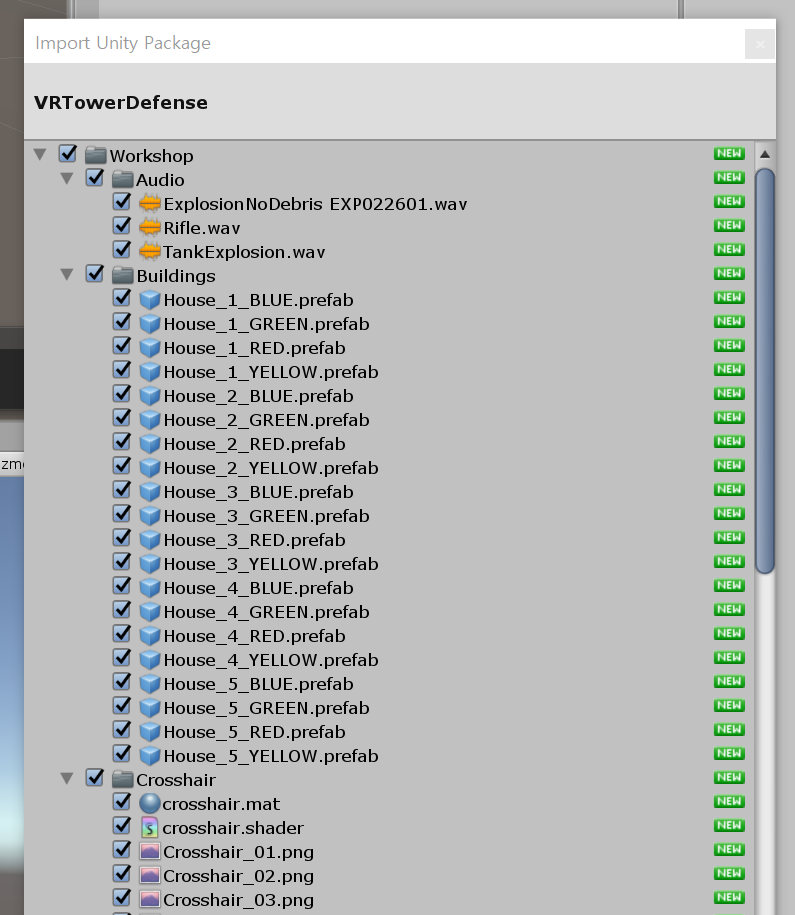 Import Unity Package
x
VRTowerDefense
Workshop NEW
Audio NEW
ExplosionNoDebris EXP022601.wav NEW
Rifle.wav NEW
TankExplosion.wav NEW
Buildings NEW
House_1_BLUE.prefab NEW
House_1_GREEN.prefab NEW
House_1_RED.prefab NEW
House_1_YELLOW.prefab NEW
House_2_BLUE.prefab NEW
House_2_GREEN.prefab NEW
House_2_RED.prefab NEW
House_2_YELLOW.prefab NEW
House_3_BLUE.prefab NEW
House_3_GREEN.prefab NEW
House_3_RED.prefab NEW
House_3_YELLOW.prefab NEW
House_4_BLUE.prefab NEW
House_4_GREEN.prefab NEW
House_4_RED.prefab NEW
House_4_YELLOW.prefab NEW
House_5_BLUE.prefab NEW
House_5_GREEN.prefab NEW
House_5_RED.prefab NEW
House_5_YELLOW.prefab NEW
Crosshair NEW
crosshair.mat NEW
crosshair.shader NEW
Crosshair_01.png NEW
Crosshair_02.png NEW
Crosshair_03.png NEW